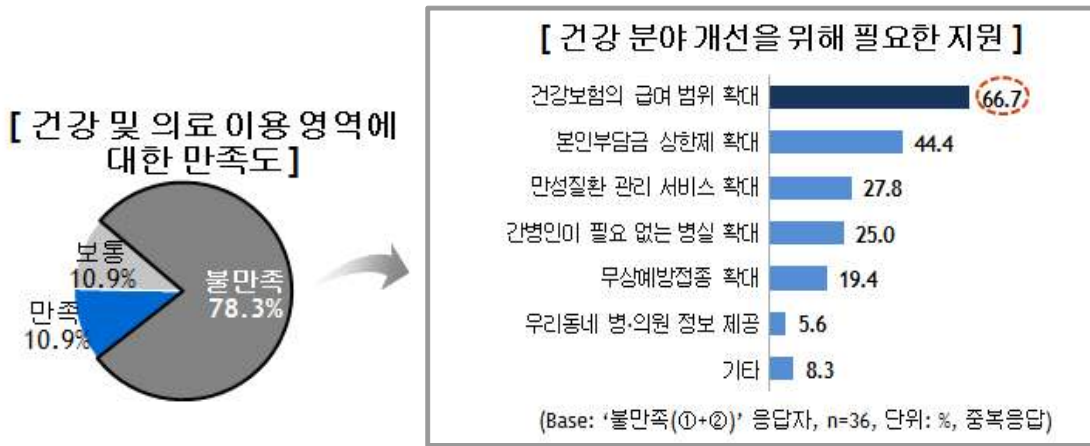 [ 건강 및 의료 이용 영역에
대한 만족도 ]
보통
10.9%
만족
10.9%
불만족
78.3%
[ 건강 분야 개선을 위해 필요한 지원 ]
건강보험의 급여 범위 확대 66.7
본인부담금 상한제 확대 44.4
만성질환 관리 서비스 확대 27.8
간병인이 필요 없는 병실 확대 25.0
무상예방접종 확대 19.4
우리동네 병·의원 정보 제공 5.6
기타 8.3
(Base: ‘불만족(①+②)’ 응답자, n=36, 단위: %, 중복응답)